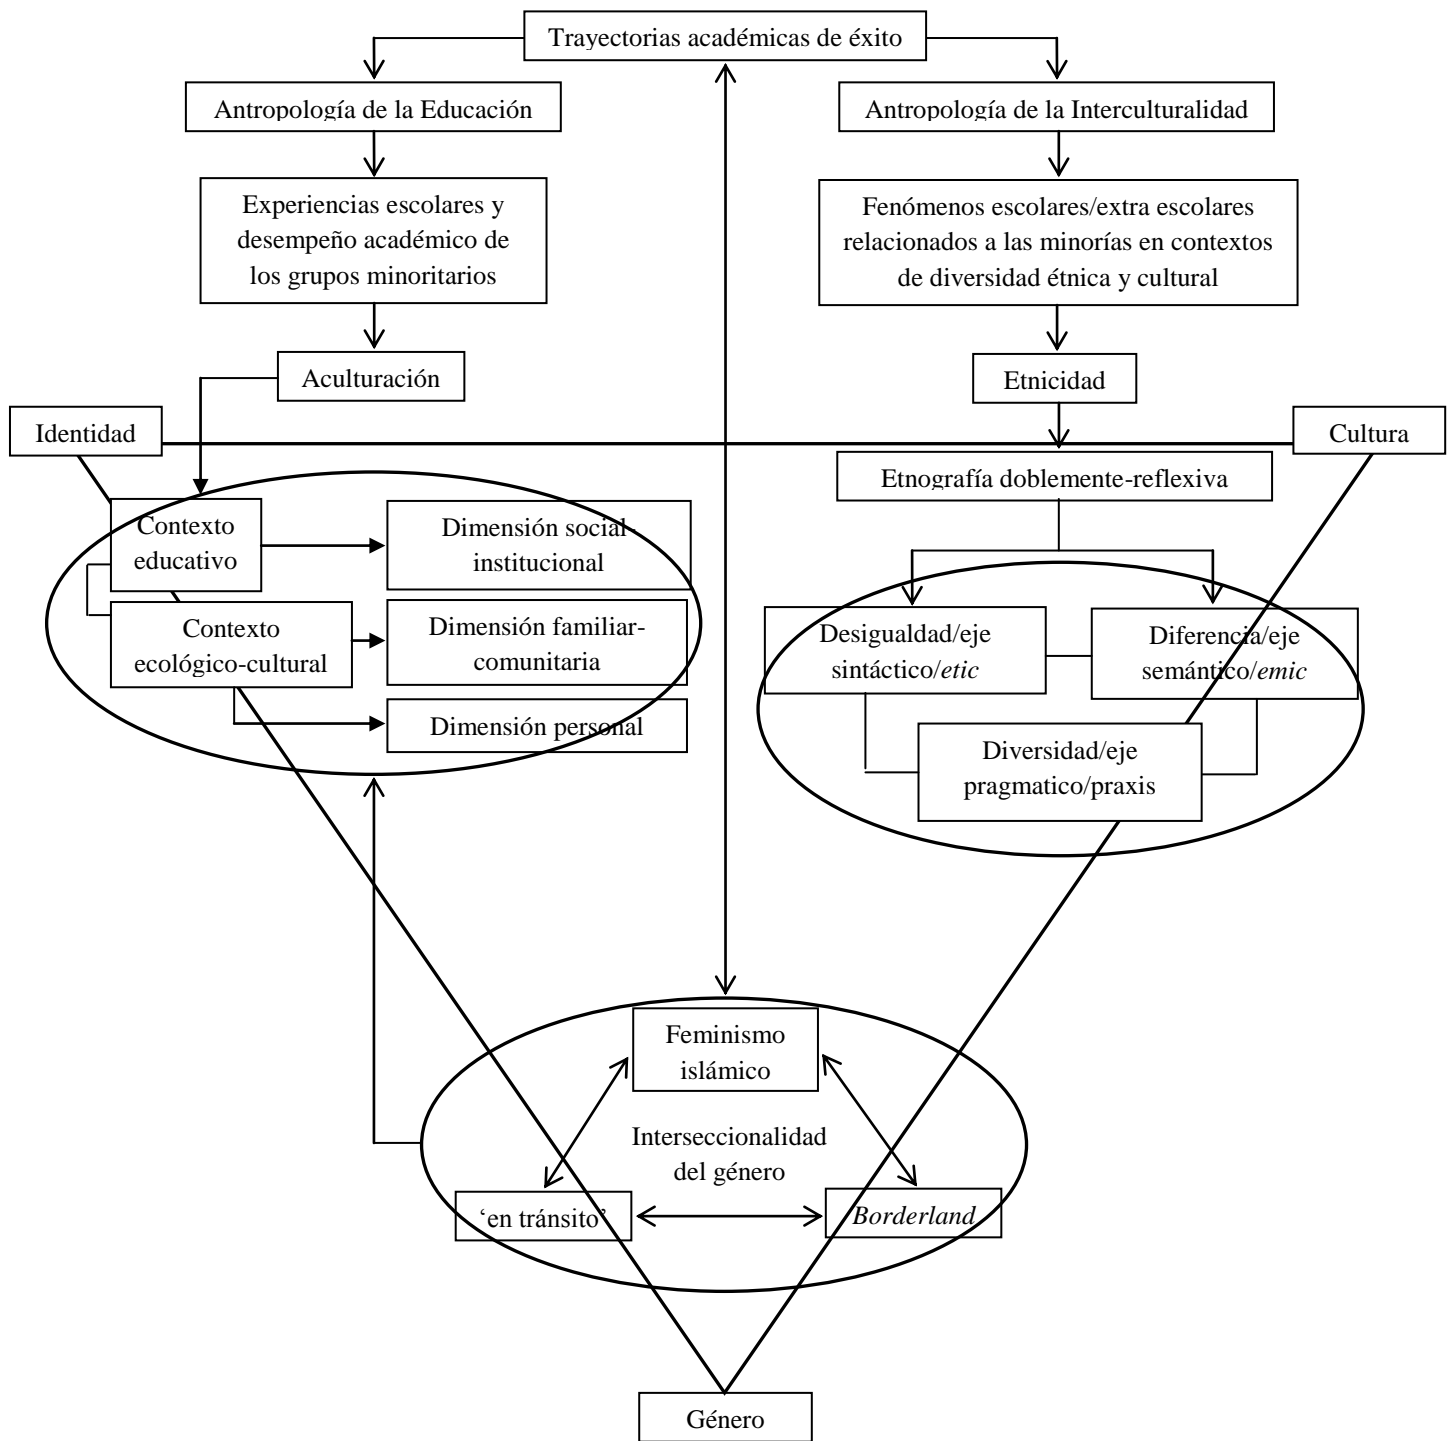 Trayectorias académicas de éxito
Antropología de la Educación
Antropología de la Interculturalidad
Experiencias escolares y
desempeño académico de
los grupos minoritarios
Fenómenos escolares/extra escolares
relacionados a las minorías en contextos
de diversidad étnica y cultural
Aculturación
Etnicidad
Identidad
Cultura
Etnografía doblemente-reflexiva
Contexto
educativo
Dimensión social-
institucional
Contexto
ecológico-cultural
Dimensión familiar-
comunitaria
Dimensión personal
Desigualdad/eje
sintáctico/etic
Diferencia/eje
semántico/emic
Diversidad/eje
pragmatico/praxis
Feminismo
islámico
Interseccionalidad
del género
‘en tránsito’
Borderland
Género